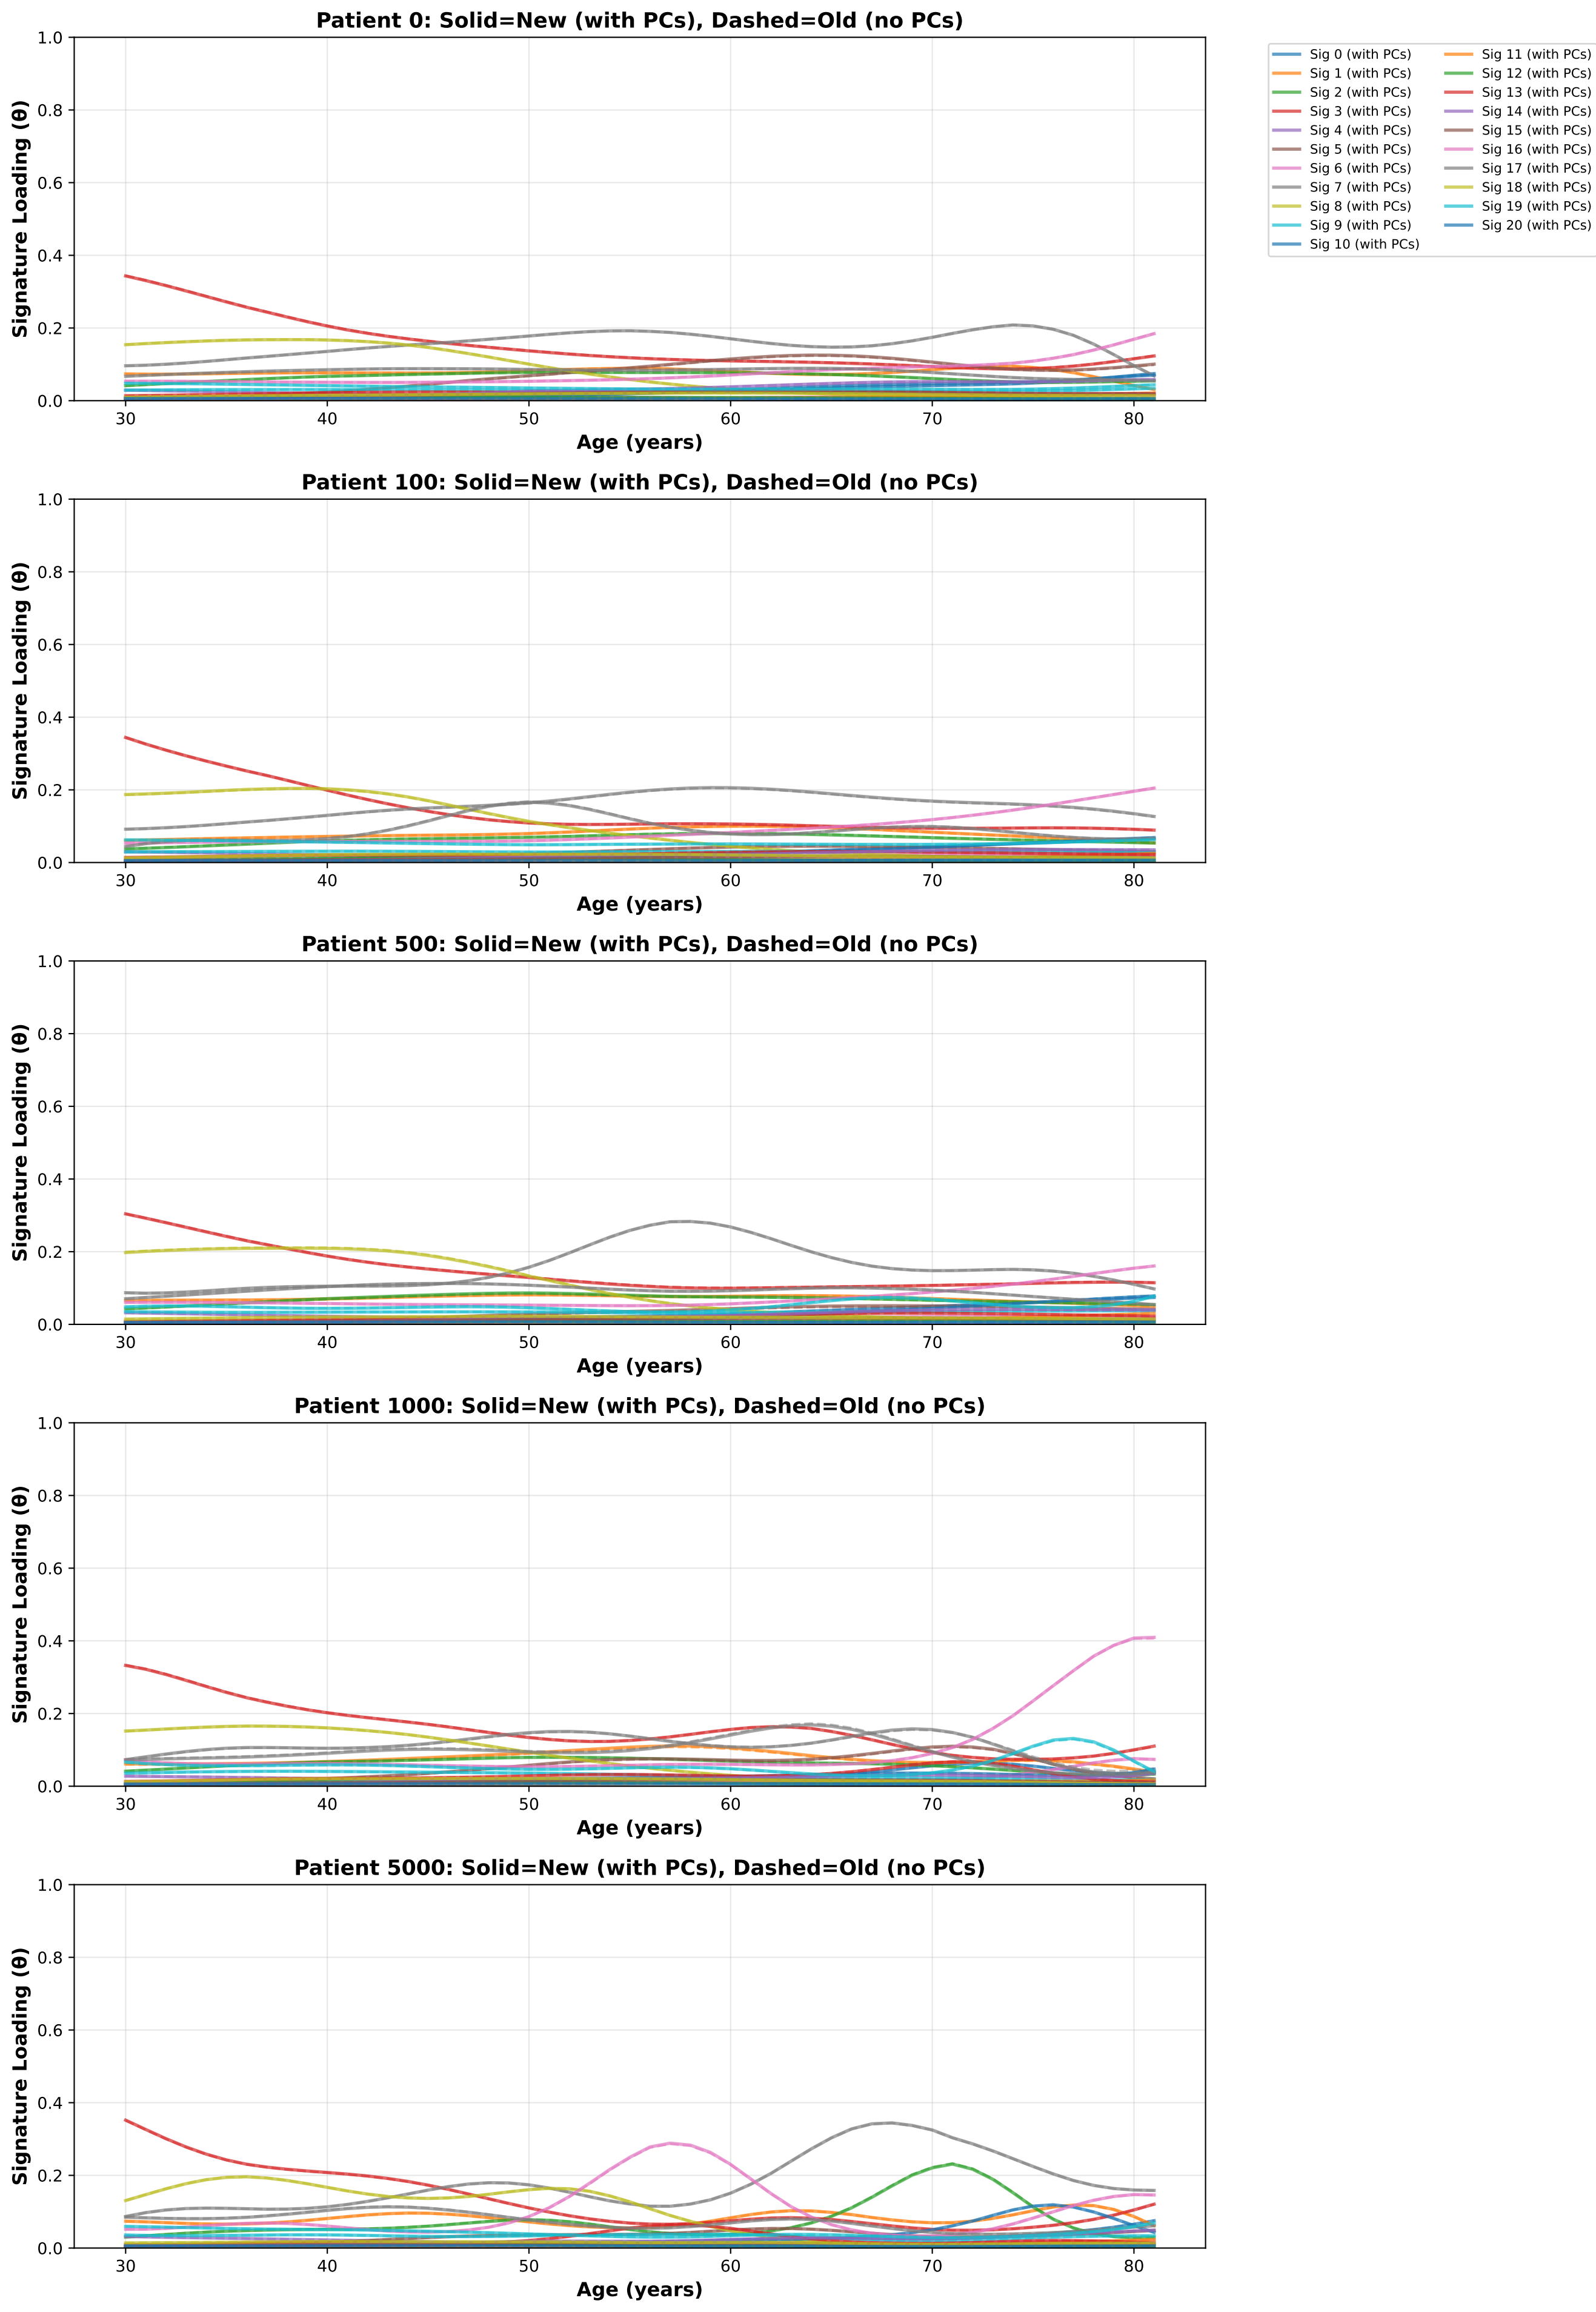 Patient 0: Solid=New (with PCs), Dashed=Old (no PCs)
1.0
0.8
0.6
0.4
0.2
0.0
Signature Loading (θ)
30 40 50 60 70 80
Age (years)
Sig 0 (with PCs)
Sig 1 (with PCs)
Sig 2 (with PCs)
Sig 3 (with PCs)
Sig 4 (with PCs)
Sig 5 (with PCs)
Sig 6 (with PCs)
Sig 7 (with PCs)
Sig 8 (with PCs)
Sig 9 (with PCs)
Sig 10 (with PCs)
Sig 11 (with PCs)
Sig 12 (with PCs)
Sig 13 (with PCs)
Sig 14 (with PCs)
Sig 15 (with PCs)
Sig 16 (with PCs)
Sig 17 (with PCs)
Sig 18 (with PCs)
Sig 19 (with PCs)
Sig 20 (with PCs)
Patient 100: Solid=New (with PCs), Dashed=Old (no PCs)
1.0
0.8
0.6
0.4
0.2
0.0
Signature Loading (θ)
30 40 50 60 70 80
Age (years)
Patient 500: Solid=New (with PCs), Dashed=Old (no PCs)
1.0
0.8
0.6
0.4
0.2
0.0
Signature Loading (θ)
30 40 50 60 70 80
Age (years)
Patient 1000: Solid=New (with PCs), Dashed=Old (no PCs)
1.0
0.8
0.6
0.4
0.2
0.0
Signature Loading (θ)
30 40 50 60 70 80
Age (years)
Patient 5000: Solid=New (with PCs), Dashed=Old (no PCs)
1.0
0.8
0.6
0.4
0.2
0.0
Signature Loading (θ)
30 40 50 60 70 80
Age (years)